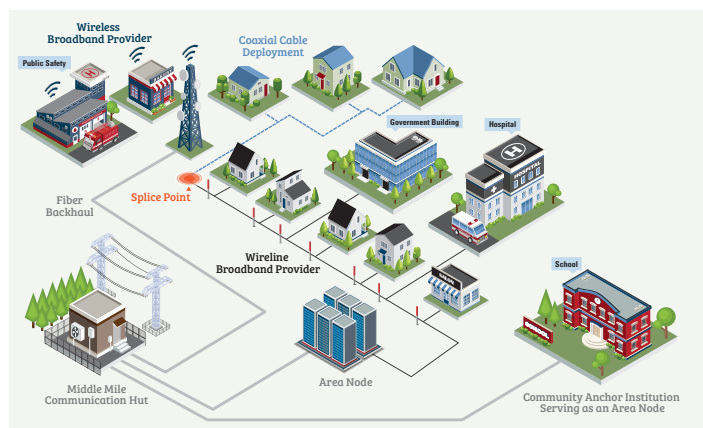 Wireless
Broadband Provider
Public Safety
Coaxial Cable
Deployment
Government Building
Hospital
H
H
HOSPITAL
Splice Point
Fiber
Backhaul
Wireline
Broadband Provider
School
SCHOOL
Area Node
Middle Mile
Communication Hut
Community Anchor Institution
Serving as an Area Node